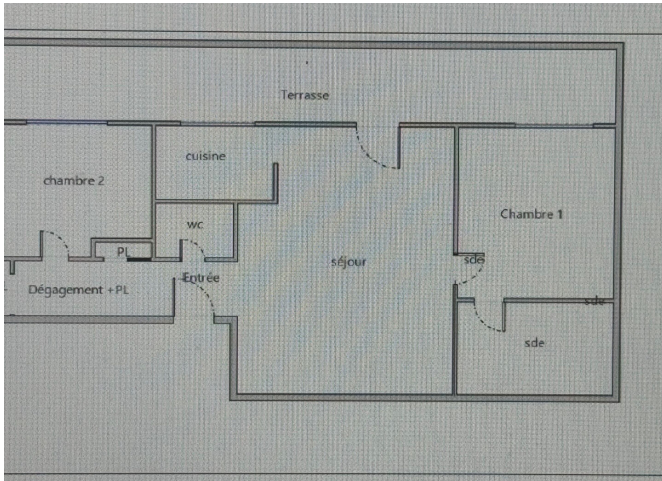 Terrasse
cuisine
chambre 2
Chambre 1
wc
PL
sde
séjour
Entrée
Dégagement +PL
sde
sde